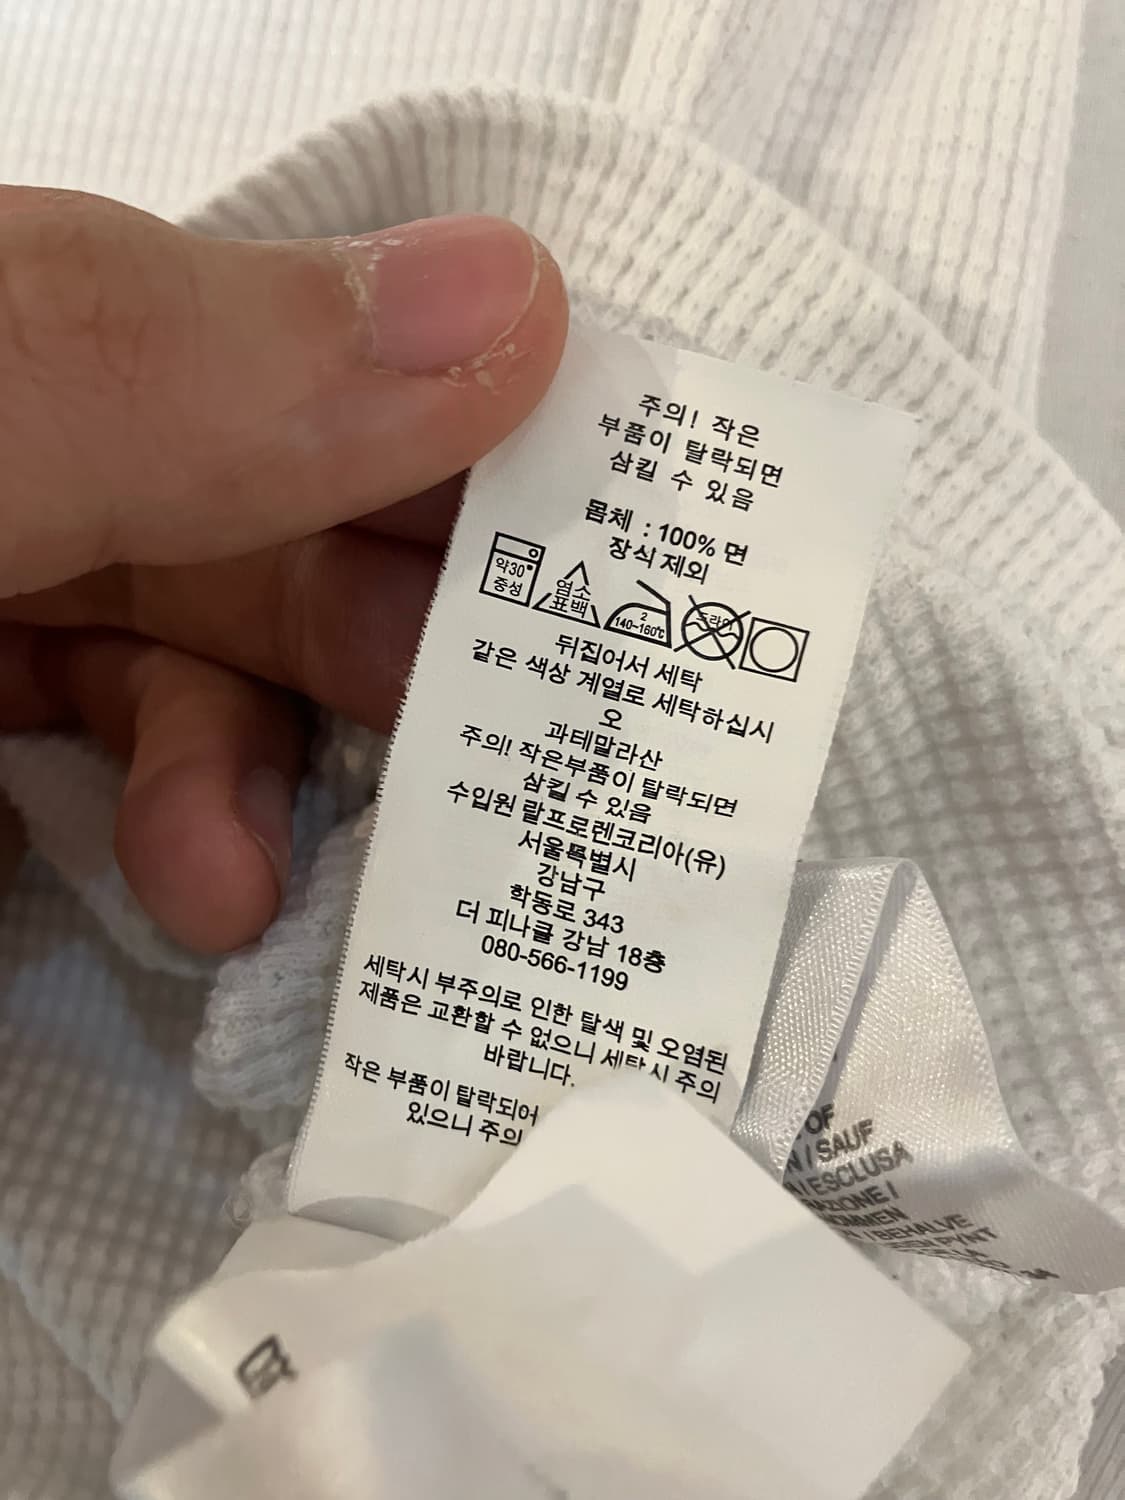 주의! 작은
부품이 탈락되면
삼킬 수 있음
몸체 : 100% 면
장식 제외
약30°
중성
염소
표백
2
140~160℃
드라이
뒤집어서 세탁
같은 색상 계열로 세탁하십시
오
과테말라산
주의! 작은부품이 탈락되면
삼킬 수 있음
수입원 랄프로렌코리아(유)
서울특별시
강남구
학동로 343
더 피나클 강남 18층
080-566-1199
세탁시 부주의로 인한 탈색 및 오염된
제품은 교환할 수 없으니 세탁시 주의
바랍니다.
작은 부품이 탈락되어
있으니 주의
OF
/ SAUF
/ ESCLUSA
AZIONE /
OMMEN
/ BEHALVE
PYNT